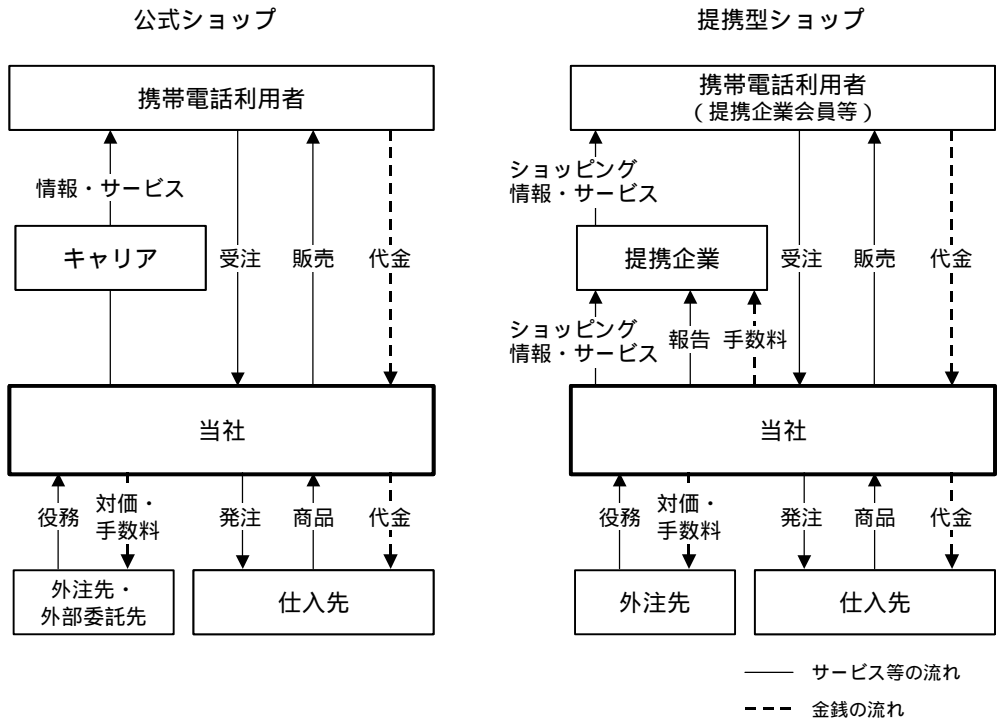 公式ショップ
携帯電話利用者
情報・サービス
キャリア
受注
販売
代金
当社
役務
対価・
手数料
発注
商品
代金
外注先・
外部委託先
仕入先
提携型ショップ
携帯電話利用者
(提携企業会員等)
ショッピング
情報・サービス
提携企業
受注
販売
代金
ショッピング
情報・サービス
報告
手数料
当社
役務
対価・
手数料
発注
商品
代金
外注先
仕入先
サービス等の流れ
金銭の流れ